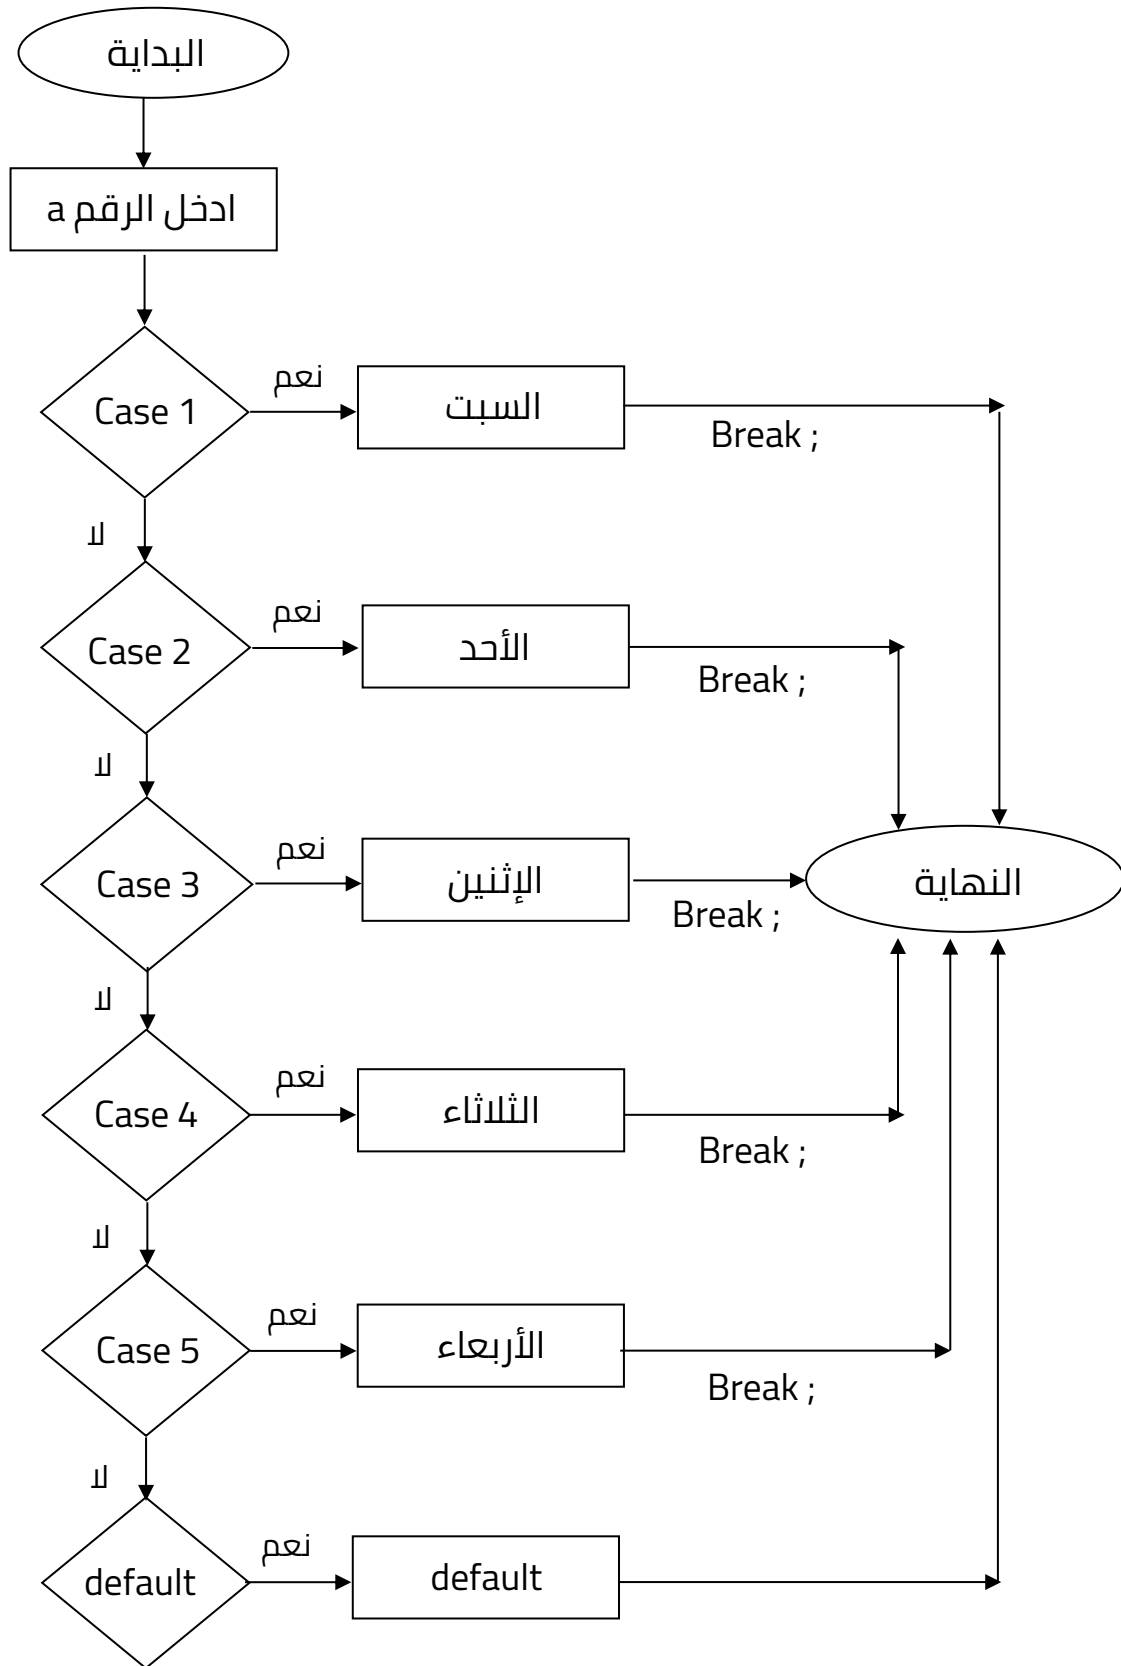 البداية
ادخل الرقم a
Case 1
نعم
السبت
Break ;
لا
Case 2
نعم
الأحد
Break ;
لا
Case 3
نعم
الإثنين
Break ;
النهاية
لا
Case 4
نعم
الثلاثاء
Break ;
لا
Case 5
نعم
الأربعاء
Break ;
لا
default
نعم
default